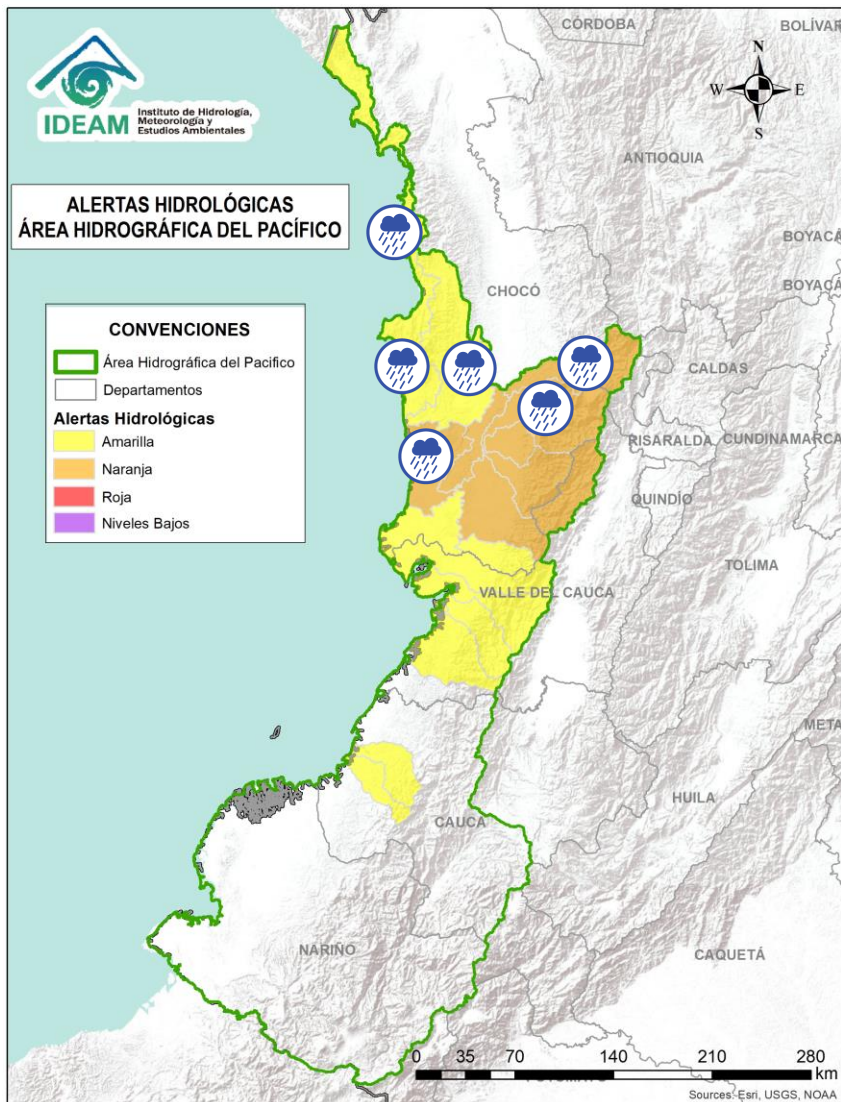 CÓRDOBA
BOLÍVAR
IDEAM
Instituto de Hidrología,
Meteorología y
Estudios Ambientales
N
W
E
S
ANTIOQUIA
ALERTAS HIDROLÓGICAS
ÁREA HIDROGRÁFICA DEL PACÍFICO
BOYACÁ
CHOCÓ
BOYACÁ
CONVENCIONES
Área Hidrográfica del Pacifico
Departamentos
Alertas Hidrológicas
Amarilla
Naranja
Roja
Niveles Bajos
CALDAS
RISARALDA
CUNDINAMARCA
QUINDÍO
TOLIMA
VALLE DEL CAUCA
META
HUILA
CAUCA
NARIÑO
CAQUETÁ
0 35 70 140 210 280
km
Sources: Esri, USGS, NOAA